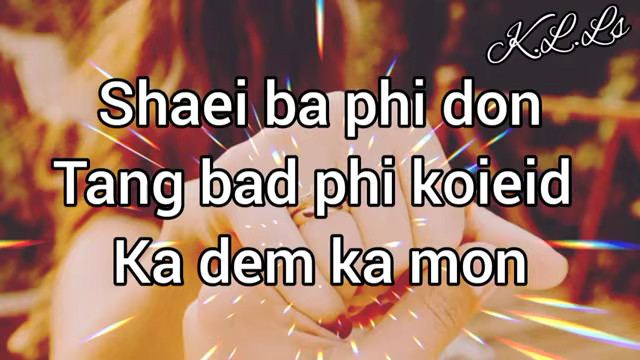 K.L.Ls
Shaei ba phi don
Tang bad phi koieid
Ka dem ka mon